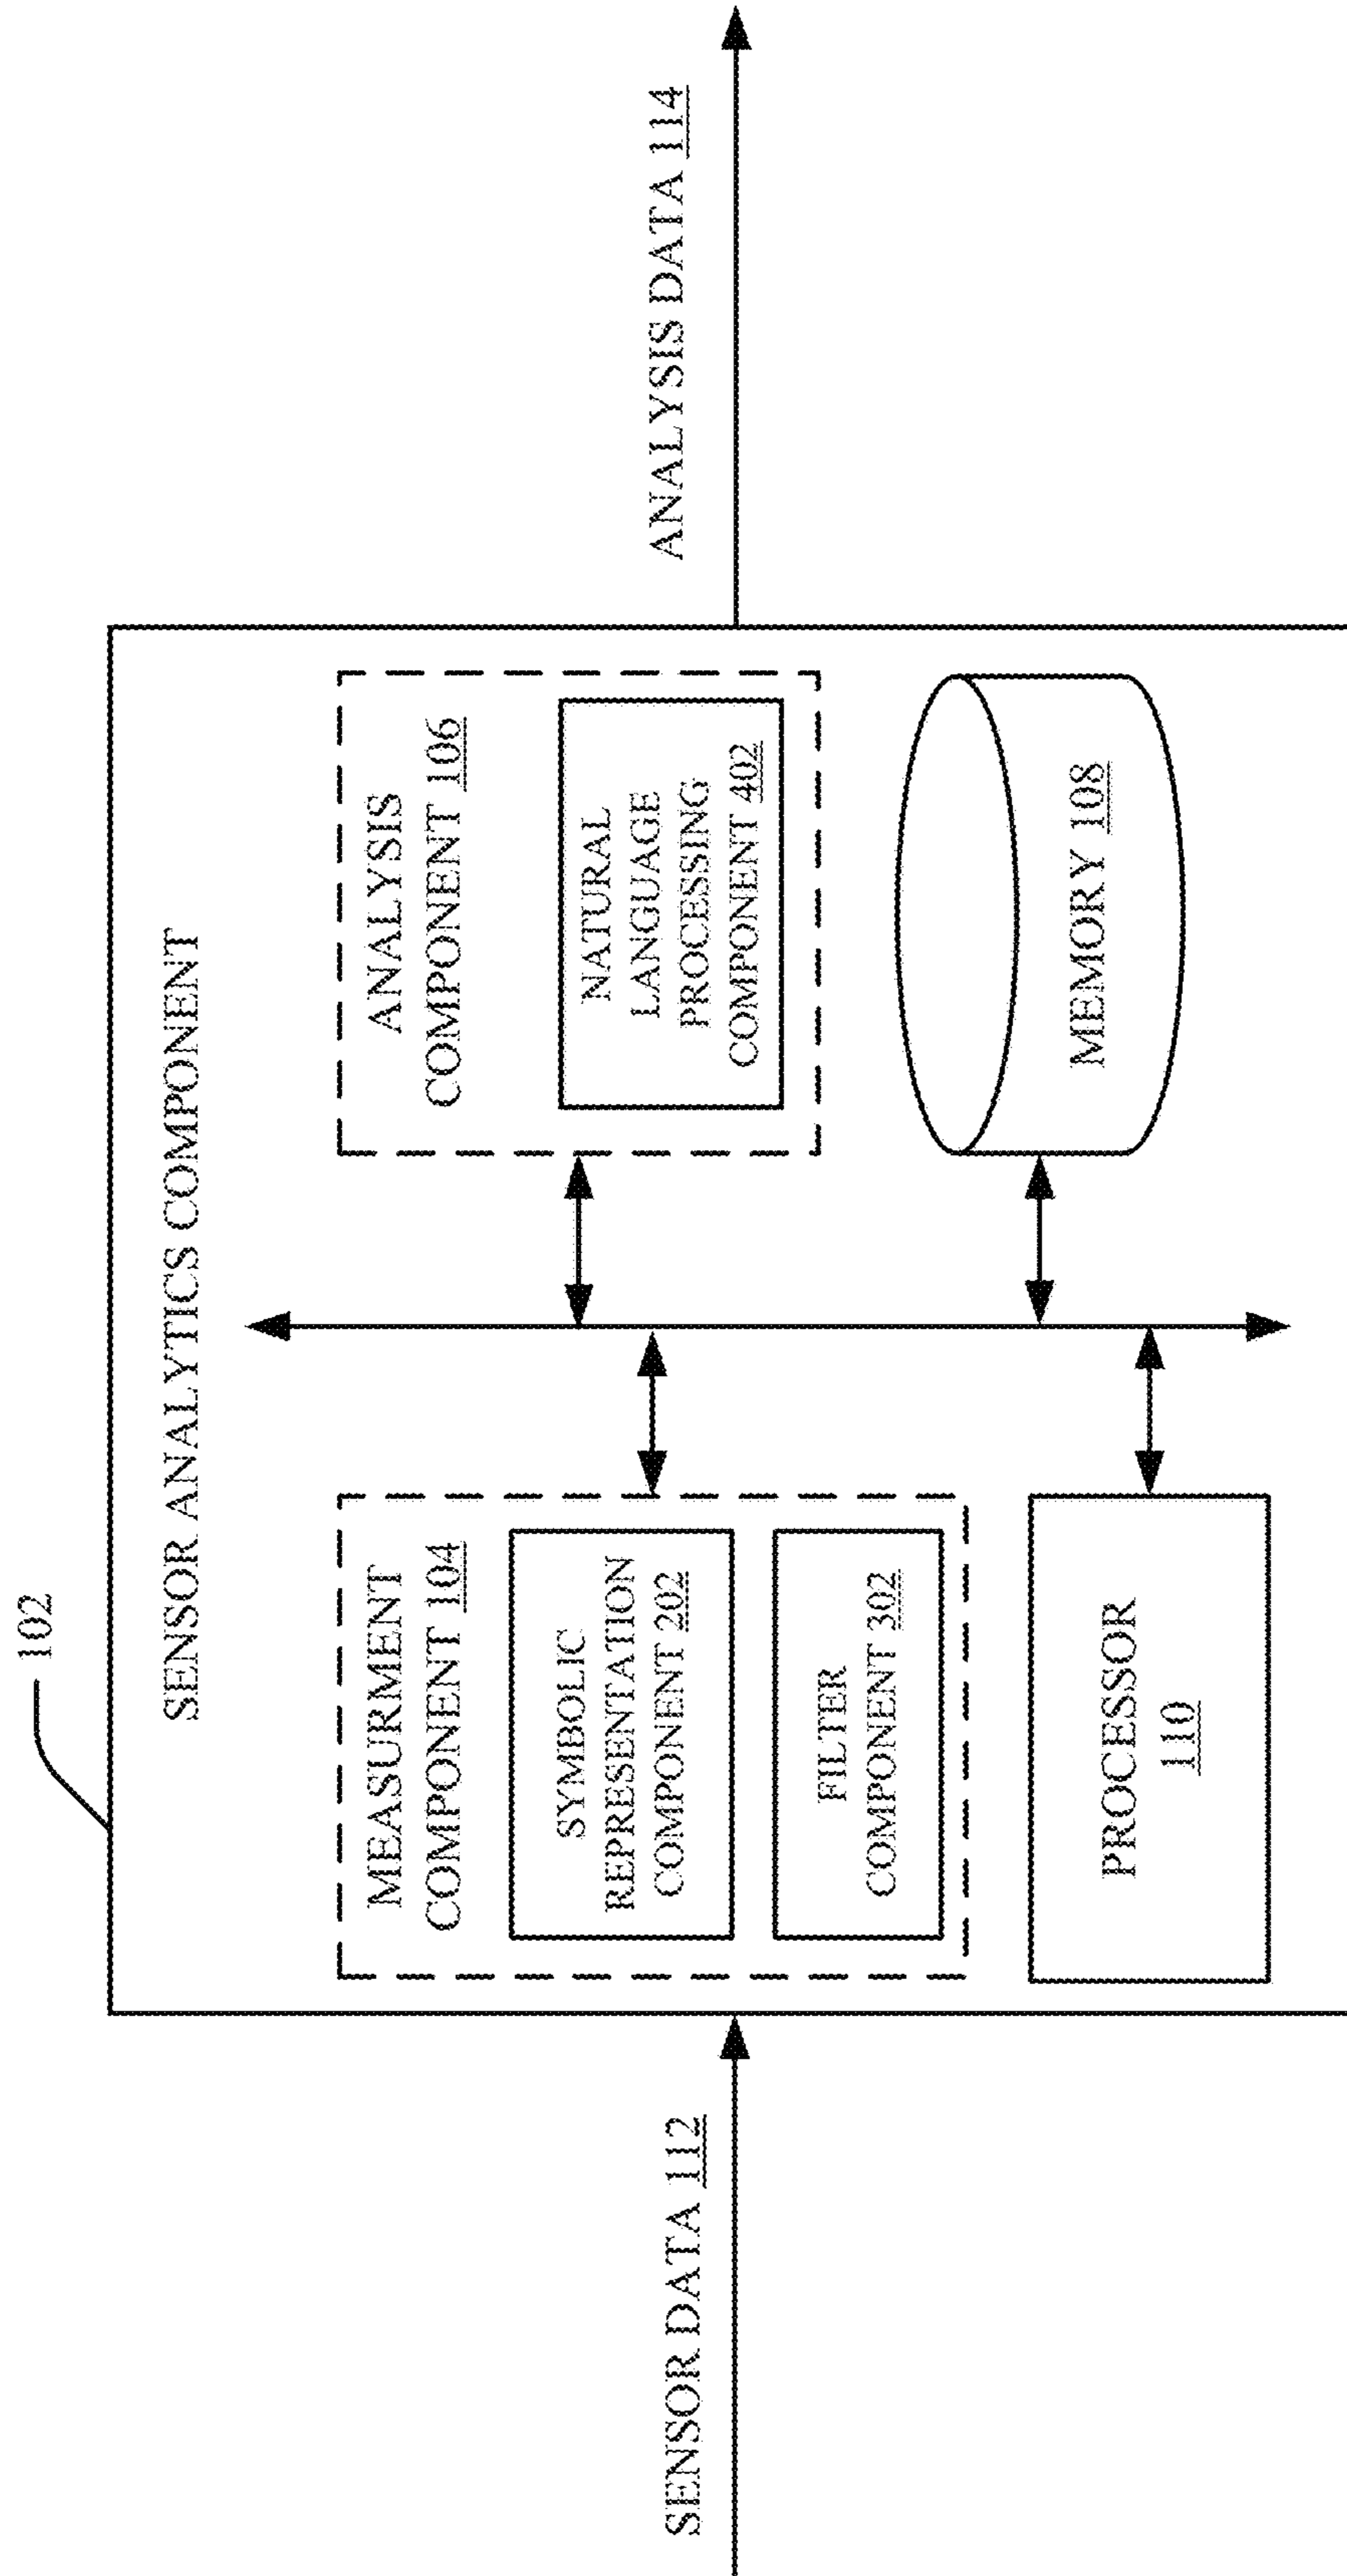 102
SENSOR ANALYTICS COMPONENT
MEASURMENT
COMPONENT 104
SYMBOLIC
REPRESENTATION
COMPONENT 202
FILTER
COMPONENT 302
PROCESSOR
110
ANALYSIS
COMPONENT 106
NATURAL
LANGUAGE
PROCESSING
COMPONENT 402
MEMORY 108
SENSOR DATA 112
ANALYSIS DATA 114